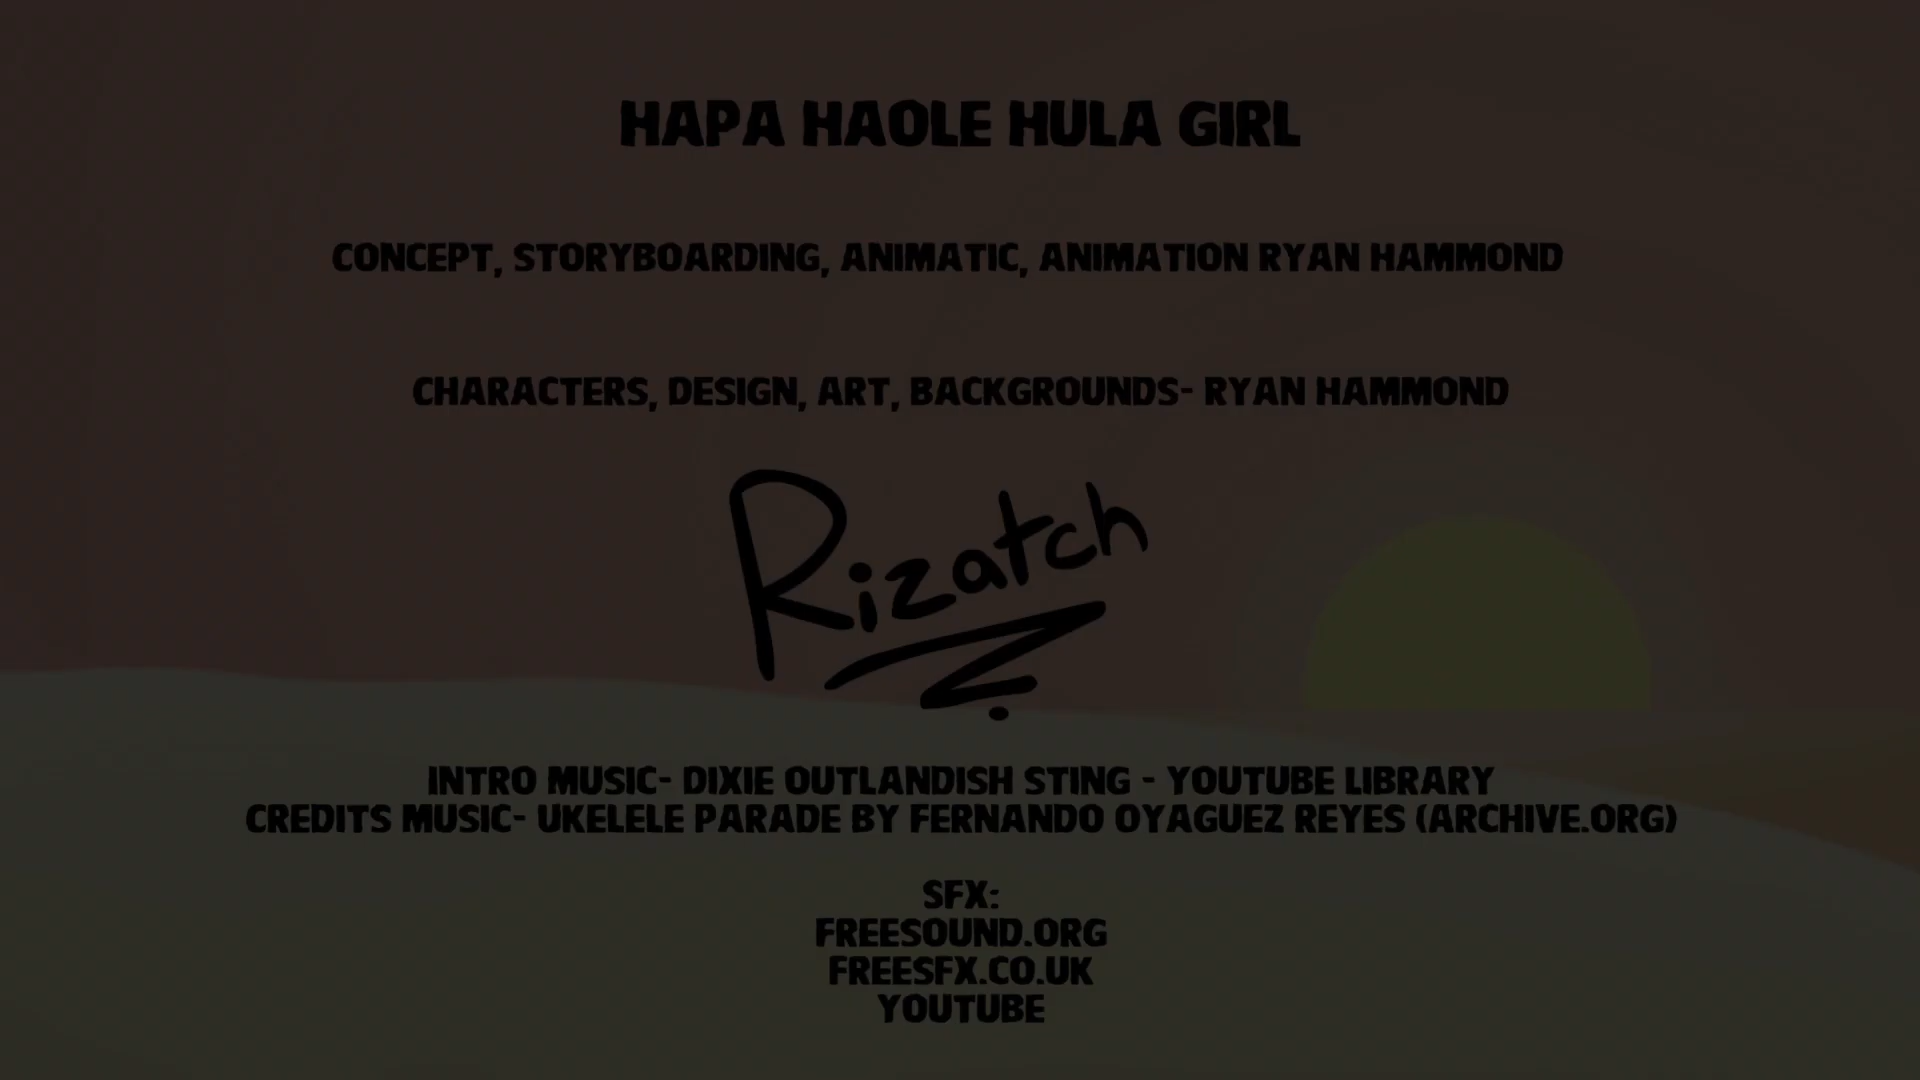 HAPA HAOLE HULA GIRL
CONCEPT, STORYBOARDING, ANIMATIC, ANIMATION RYAN HAMMOND
CHARACTERS, DESIGN, ART, BACKGROUNDS- RYAN HAMMOND
Rizatch
INTRO MUSIC- DIXIE OUTLANDISH STING - YOUTUBE LIBRARY
CREDITS MUSIC- UKELELE PARADE BY FERNANDO OYAGUEZ REYES (ARCHIVE.ORG)
SFX:
FREESOUND.ORG
FREESFX.CO.UK
YOUTUBE